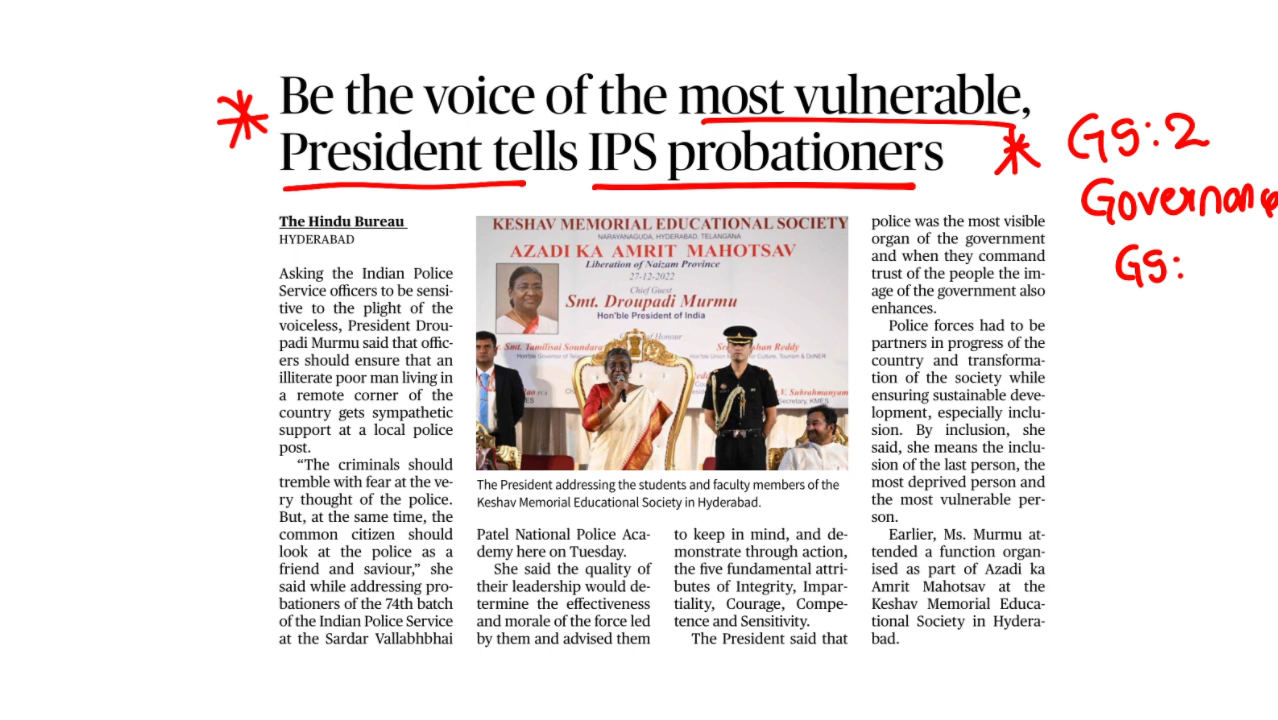 Be the voice of the most vulnerable,
President tells IPS probationers
GS:2
Governance
GS:
The Hindu Bureau
HYDERABAD
Asking the Indian Police
Service officers to be sensi-
tive to the plight of the
voiceless, President Drou-
padi Murmu said that offic-
ers should ensure that an
illiterate poor man living in
a remote corner of the
country gets sympathetic
support at a local police
post.
“The criminals should
tremble with fear at the ve-
ry thought of the police.
But, at the same time, the
common citizen should
look at the police as a
friend and saviour,” she
said while addressing pro-
bationers of the 74th batch
of the Indian Police Service
at the Sardar Vallabhbhai
KESHAV MEMORIAL EDUCATIONAL SOCIETY
NARAYANAGUDA, HYDERABAD, TELANGANA
AZADI KA AMRIT MAHOTSAV
Liberation of Naizam Province
27-12-2022
Chief Guest
Smt. Droupadi Murmu
Hon'ble President of India
of Honour
Smt. Tamilisai Soundara
shan Reddy
V. Subrahmanyam
Secretary, KMES
The President addressing the students and faculty members of the
Keshav Memorial Educational Society in Hyderabad.
Patel National Police Aca-
demy here on Tuesday.
She said the quality of
their leadership would de-
termine the effectiveness
and morale of the force led
by them and advised them
to keep in mind, and de-
monstrate through action,
the five fundamental attri-
butes of Integrity, Impar-
tiality, Courage, Compe-
tence and Sensitivity.
The President said that
police was the most visible
organ of the government
and when they command
trust of the people the im-
age of the government also
enhances.
Police forces had to be
partners in progress of the
country and transforma-
tion of the society while
ensuring sustainable deve-
lopment, especially inclu-
sion. By inclusion, she
said, she means the inclu-
sion of the last person, the
most deprived person and
the most vulnerable per-
son.
Earlier, Ms. Murmu at-
tended a function organ-
ised as part of Azadi ka
Amrit Mahotsav at the
Keshav Memorial Educa-
tional Society in Hydera-
bad.